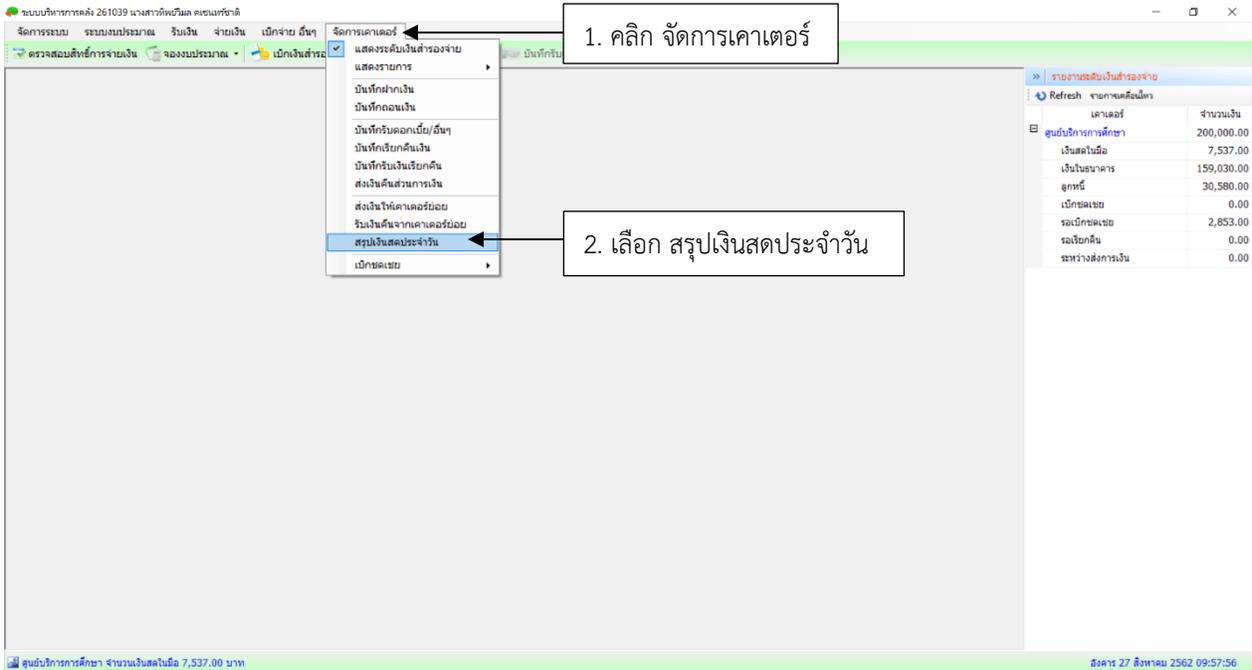 ระบบบริหารการคลัง 261039 นางสาวทิพย์วิมล คเชนทร์ชาติ
จัดการระบบ ระบบงบประมาณ รับเงิน จ่ายเงิน เบิกจ่าย อื่นๆ จัดการเคาเตอร์
1. คลิก จัดการเคาเตอร์
ตรวจสอบสิทธิ์การจ่ายเงิน จองงบประมาณ เบิกเงินสำรอ บันทึกรับ
แสดงระดับเงินสำรองจ่าย
แสดงรายการ
บันทึกฝากเงิน
บันทึกถอนเงิน
บันทึกรับดอกเบี้ย/อื่นๆ
บันทึกเรียกคืนเงิน
บันทึกรับเงินเรียกคืน
ส่งเงินคืนส่วนการเงิน
ส่งเงินให้เคาเตอร์ย่อย
รับเงินคืนจากเคาเตอร์ย่อย
สรุปเงินสดประจำวัน
เบิกชดเชย
2. เลือก สรุปเงินสดประจำวัน
» รายงานระดับเงินสำรองจ่าย
Refresh รายการเคลื่อนไหว
เคาเตอร์ จำนวนเงิน
ศูนย์บริการการศึกษา 200,000.00
เงินสดในมือ 7,537.00
เงินในธนาคาร 159,030.00
ลูกหนี้ 30,580.00
เบิกชดเชย 0.00
รอเบิกชดเชย 2,853.00
รอเรียกคืน 0.00
ระหว่างส่งการเงิน 0.00
ศูนย์บริการการศึกษา จำนวนเงินสดในมือ 7,537.00 บาท
อังคาร 27 สิงหาคม 2562 09:57:56